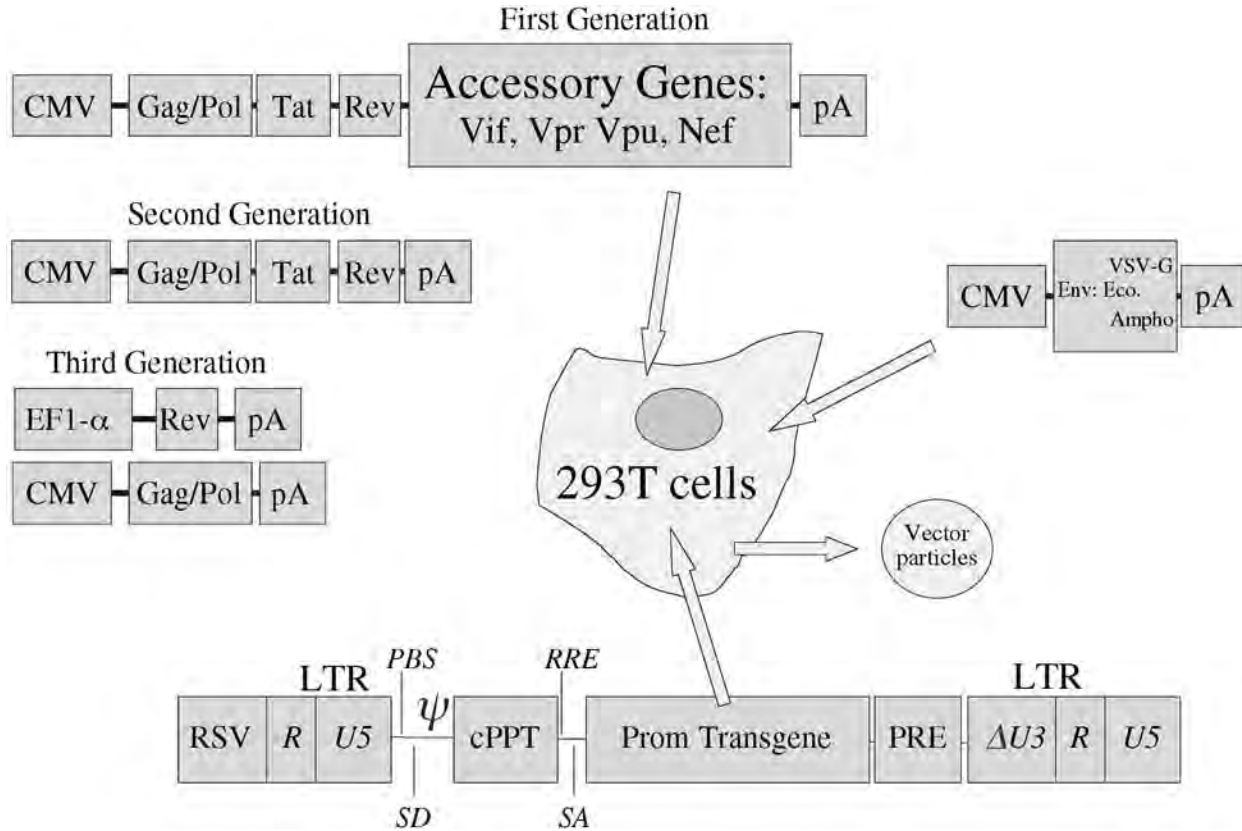 First Generation
CMV Gag/Pol Tat Rev Accessory Genes: pA
Vif, Vpr Vpu, Nef
Second Generation
CMV Gag/Pol Tat Rev pA
VSV-G
CMV Env: Eco. pA
Ampho
Third Generation
EF1-α Rev pA
CMV Gag/Pol pA
293T cells
Vector
particles
PBS RRE
LTR ψ LTR
RSV R U5 cPPT Prom Transgene PRE ΔU3 R U5
SD SA